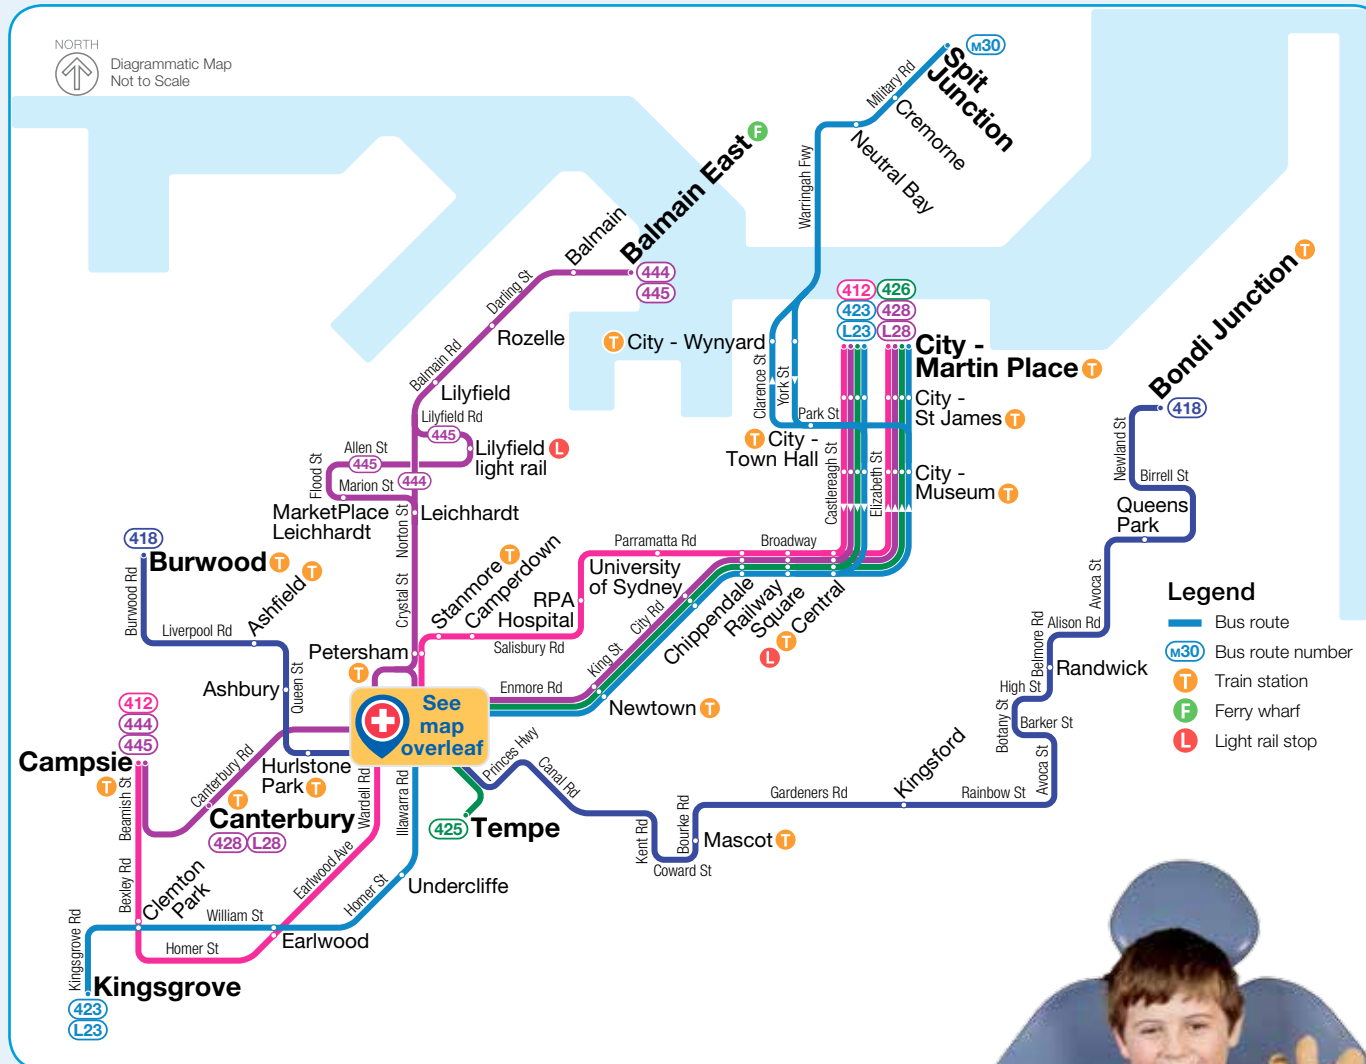 NORTH
Diagrammatic Map
Not to Scale
M30
Spit
Junction
Military Rd
Cremorne
Neutral Bay
Warringah Fwy
Balmain East F
Balmain
444
445
Darling St
Rozelle
Balmain Rd
Lilyfield
Lilyfield Rd
445
Lilyfield L
light rail
Allen St
445
444
Flood St
Marion St
MarketPlace
Leichhardt
Leichhardt
Norton St
Crystal St
T City - Wynyard
Clarence St
York St
Park St
T City -
Town Hall
412 426
423 428
L23 L28
City -
Martin Place T
City -
St James T
City -
Museum T
Castlereagh St
Elizabeth St
Bondi Junction T
418
Newland St
Birrell St
Queens
Park
Avoca St
Alison Rd
Belmore Rd
Randwick
High St
Botany St
Barker St
Avoca St
Rainbow St
Kingsford
Gardeners Rd
Bourke Rd
Mascot T
Kent Rd
Coward St
Canal Rd
Princes Hwy
418
Burwood T
Burwood Rd
Liverpool Rd
Ashfield T
Ashbury
Queen St
Hurlstone
Park T
Petersham
T
Stanmore T
Camperdown
Salisbury Rd
RPA
Hospital
Parramatta Rd
University
of Sydney
Broadway
City Rd
King St
Chippendale
Railway
Square
Central
T
L
Enmore Rd
Newtown T
See
map
overleaf
412
444
445
Campsie
T
Beamish St
Canterbury Rd
T
Canterbury
428 L28
Wardell Rd
Illawarra Rd
425 Tempe
Bexley Rd
Clemton
Park
Earlwood Ave
Homer St
Undercliffe
William St
Earlwood
Homer St
Kingsgrove Rd
Kingsgrove
423
L23
Legend
Bus route
M30 Bus route number
T Train station
F Ferry wharf
L Light rail stop